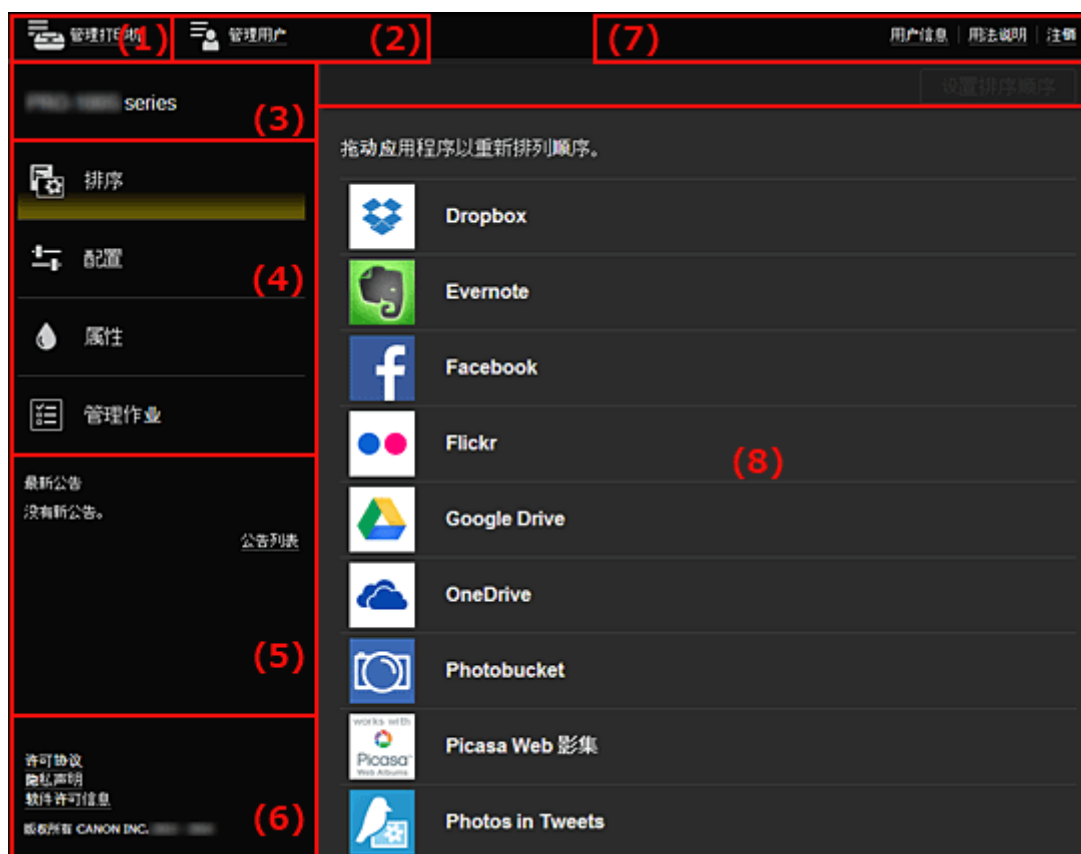 管理打印机
(1)
管理用户
(2)
(7)
用户信息
用法说明
注销
series
(3)
设置排序顺序
排序
配置
(4)
属性
管理作业
最新公告
没有新公告。
公告列表
(5)
许可协议
隐私声明
软件许可信息
版权所有 CANON INC.
(6)
拖动应用程序以重新排列顺序。
Dropbox
Evernote
Facebook
Flickr
(8)
Google Drive
OneDrive
Photobucket
works with
Picasa
Web Albums
Picasa Web 影集
Photos in Tweets